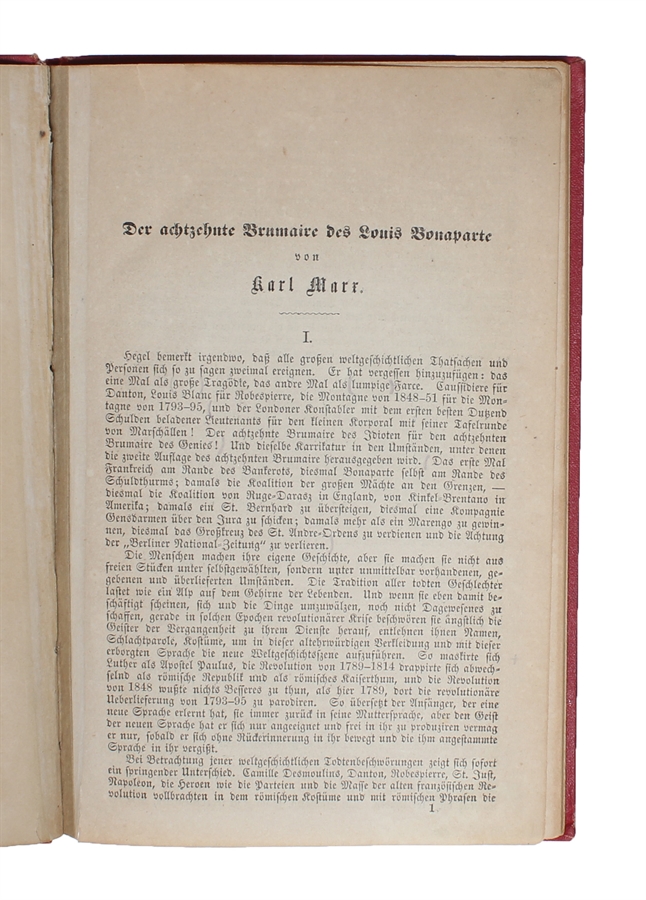 Der achtzehnte Brumaire des Louis Bonaparte
von
Karl Marx.
I.
Hegel bemerkt irgendwo, daß alle großen weltgeschichtlichen Thatsachen und
Personen sich so zu sagen zweimal ereignen. Er hat vergessen hinzuzufügen: das
eine Mal als große Tragödie, das andre Mal als lumpige Farce. Caussidiere für
Danton, Louis Blanc für Robespierre, die Montagne von 1848–51 für die Mon-
tagne von 1793–95, und der Londoner Konstabler mit dem ersten besten Dutzend
Schulden beladener Lieutenants für den kleinen Korporal mit seiner Tafelrunde
von Marschällen! Der achtzehnte Brumaire des Idioten für den achtzehnten
Brumaire des Genies! Und dieselbe Karrikatur in den Umständen, unter denen
die zweite Auflage des achtzehnten Brumaire herausgegeben wird. Das erste Mal
Frankreich am Rande des Bankerots, diesmal Bonaparte selbst am Rande des
Schuldthurms; damals die Koalition der großen Mächte an den Grenzen, —
diesmal die Koalition von Ruge-Darasz in England, von Kinkel-Brentano in
Amerika; damals ein St. Bernhard zu übersteigen, diesmal eine Kompagnie
Gensdarmen über den Jura zu schicken; damals mehr als ein Marengo zu gewin-
nen, diesmal das Großkreuz des St. Andre-Ordens zu verdienen und die Achtung
der „Berliner National-Zeitung" zu verlieren.
Die Menschen machen ihre eigene Geschichte, aber sie machen sie nicht aus
freien Stücken unter selbstgewählten, sondern unter unmittelbar vorhandenen, ge-
gebenen und überlieferten Umständen. Die Tradition aller todten Geschlechter
lastet wie ein Alp auf dem Gehirne der Lebenden. Und wenn sie eben damit be-
schäftigt scheinen, sich und die Dinge umzuwälzen, noch nicht Dagewesenes zu
schaffen, gerade in solchen Epochen revolutionärer Krise beschwören sie ängstlich die
Geister der Vergangenheit zu ihrem Dienste herauf, entlehnen ihnen Namen,
Schlachtparole, Kostüme, um in dieser altehrwürdigen Verkleidung und mit dieser
erborgten Sprache die neue Weltgeschichtsszene aufzuführen. So maskirte sich
Luther als Apostel Paulus, die Revolution von 1789–1814 drappirte sich abwech-
selnd als römische Republik und als römisches Kaiserthum, und die Revolution
von 1848 wußte nichts Besseres zu thun, als hier 1789, dort die revolutionäre
Ueberlieferung von 1793–95 zu parodiren. So übersetzt der Anfänger, der eine
neue Sprache erlernt hat, sie immer zurück in seine Muttersprache, aber den Geist
der neuen Sprache hat er sich nur angeeignet und frei in ihr zu produziren vermag
er nur, sobald er sich ohne Rückerinnerung in ihr bewegt und die ihm angestammte
Sprache in ihr vergißt.
Bei Betrachtung jener weltgeschichtlichen Todtenbeschwörungen zeigt sich sofort
ein springender Unterschied. Camille Desmoulins, Danton, Robespierre, St. Just,
Napoleon, die Heroen wie die Parteien und die Masse der alten französischen Re-
volution vollbrachten in dem römischen Kostüme und mit römischen Phrasen die
1